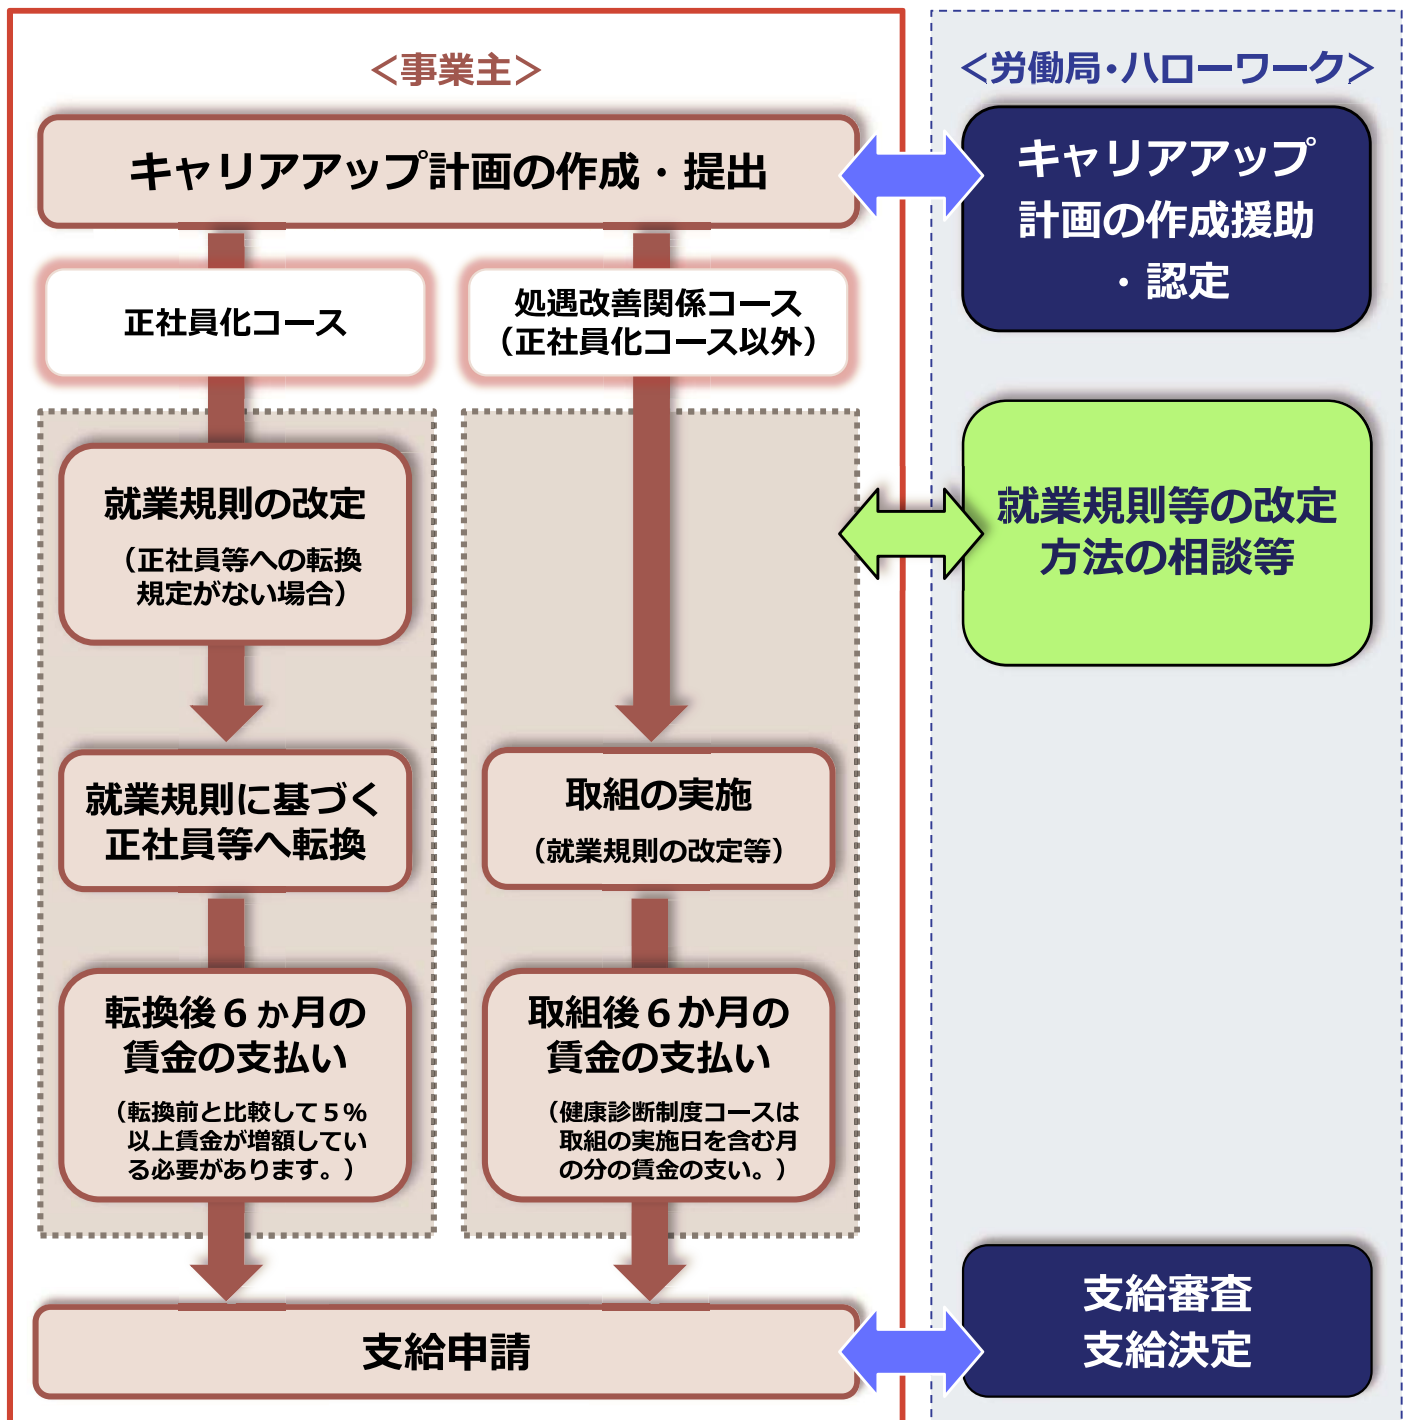 ＜事業主＞
キャリアアップ計画の作成・提出
正社員化コース
処遇改善関係コース
（正社員化コース以外）
就業規則の改定
（正社員等への転換
規定がない場合）
就業規則に基づく
正社員等へ転換
取組の実施
（就業規則の改定等）
転換後６か月の
賃金の支払い
（転換前と比較して５％
以上賃金が増額してい
る必要があります。）
取組後６か月の
賃金の支払い
（健康診断制度コースは
取組の実施日を含む月
の分の賃金の支い。）
支給申請
＜労働局・ハローワーク＞
キャリアアップ
計画の作成援助
・認定
就業規則等の改定
方法の相談等
支給審査
支給決定